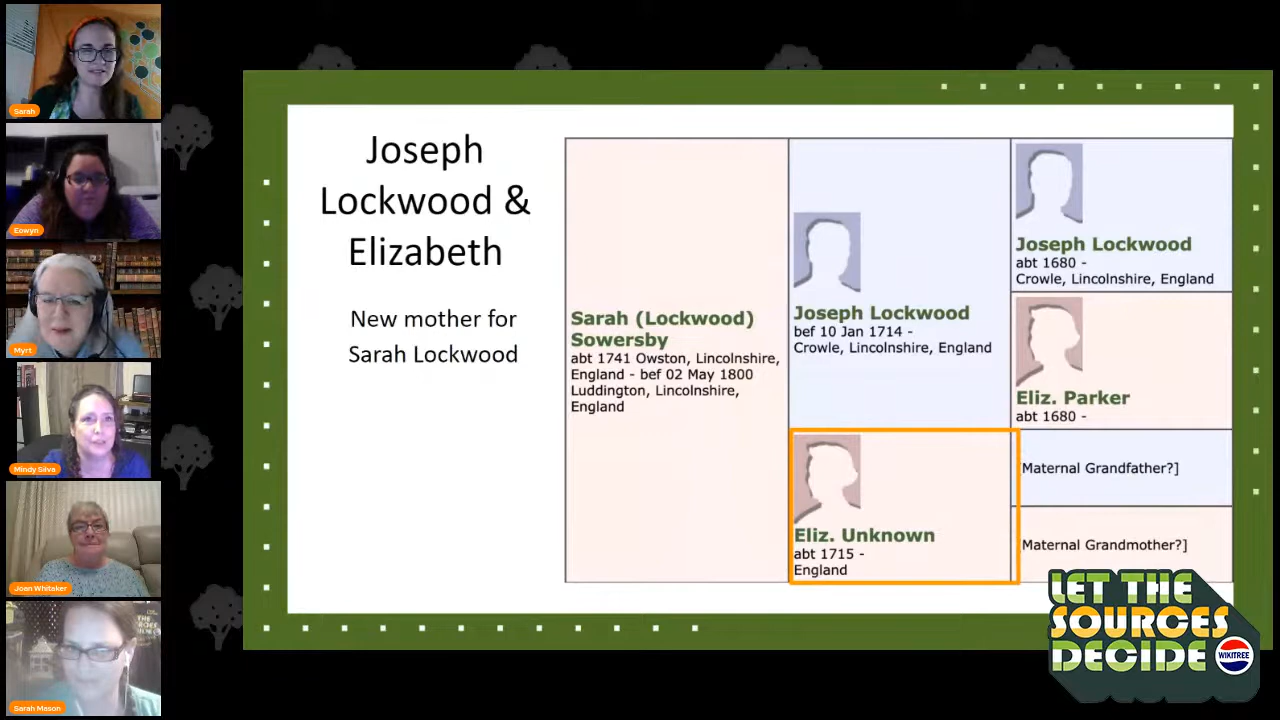 Sarah
Eowyn
Myrt
Mindy Silva
Joan Whitaker
Sarah Mason
Joseph
Lockwood &
Elizabeth
New mother for
Sarah Lockwood
Sarah (Lockwood)
Sowersby
abt 1741 Owston, Lincolnshire,
England - bef 02 May 1800
Luddington, Lincolnshire,
England
Joseph Lockwood
bef 10 Jan 1714 -
Crowle, Lincolnshire, England
Eliz. Unknown
abt 1715 -
England
Joseph Lockwood
abt 1680 -
Crowle, Lincolnshire, England
Eliz. Parker
abt 1680 -
[Maternal Grandfather?]
[Maternal Grandmother?]
LET THE
SOURCES
DECIDE
WIKITREE